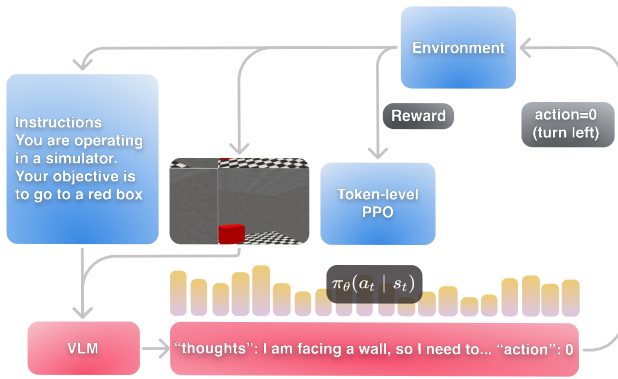 Environment
Instructions
You are operating
in a simulator.
Your objective is
to go to a red box
Reward
action=0
(turn left)
Token-level
PPO
πθ(at | st)
VLM
“thoughts”: I am facing a wall, so I need to... “action”: 0